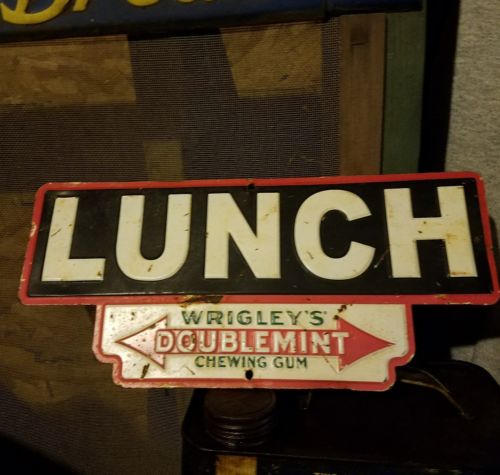 LUNCH
WRIGLEY'S
DOUBLEMINT
CHEWING GUM